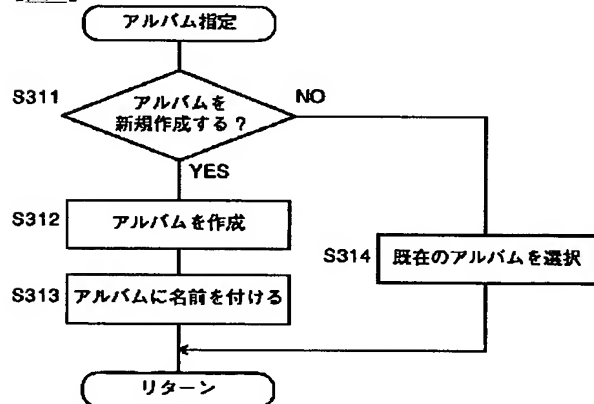 アルバム指定
S311
アルバムを
新規作成する?
NO
YES
S312
アルバムを作成
S314
既在のアルバムを選択
S313
アルバムに名前を付ける
リターン